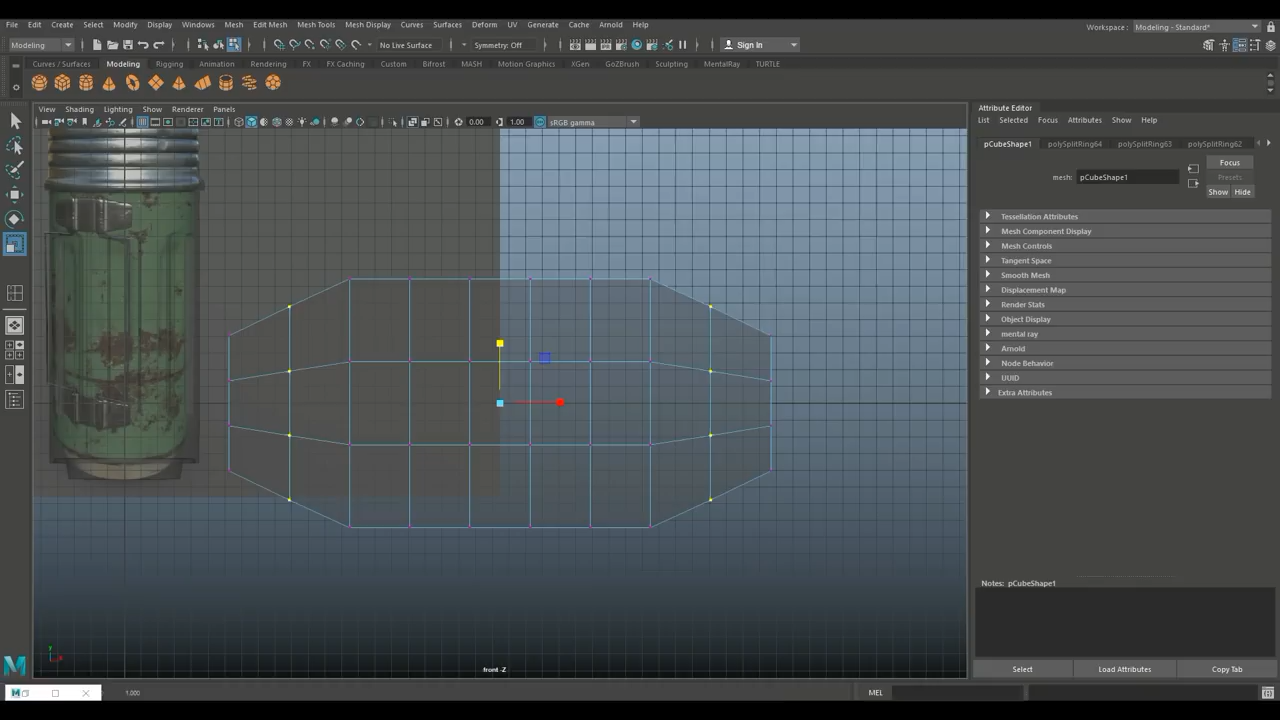 File Edit Create Select Modify Display Windows Mesh Edit Mesh Mesh Tools Mesh Display Curves Surfaces Deform UV Generate Cache Arnold Help
Workspace : Modeling - Standard*
Modeling
No Live Surface
Symmetry: Off
Sign In
Curves / Surfaces Modeling Rigging Animation Rendering FX FX Caching Custom Bifrost MASH Motion Graphics XGen GoZBrush Sculpting MentalRay TURTLE
View Shading Lighting Show Renderer Panels
0.00 1.00 sRGB gamma
Attribute Editor
List Selected Focus Attributes Show Help
pCubeShape1 polySplitRing64 polySplitRing63 polySplitRing62
Focus
mesh: pCubeShape1
Presets
Show Hide
Tessellation Attributes
Mesh Component Display
Mesh Controls
Tangent Space
Smooth Mesh
Displacement Map
Render Stats
Object Display
mental ray
Arnold
Node Behavior
UUID
Extra Attributes
Notes: pCubeShape1
Select Load Attributes Copy Tab
y
front -Z
1.000
MEL